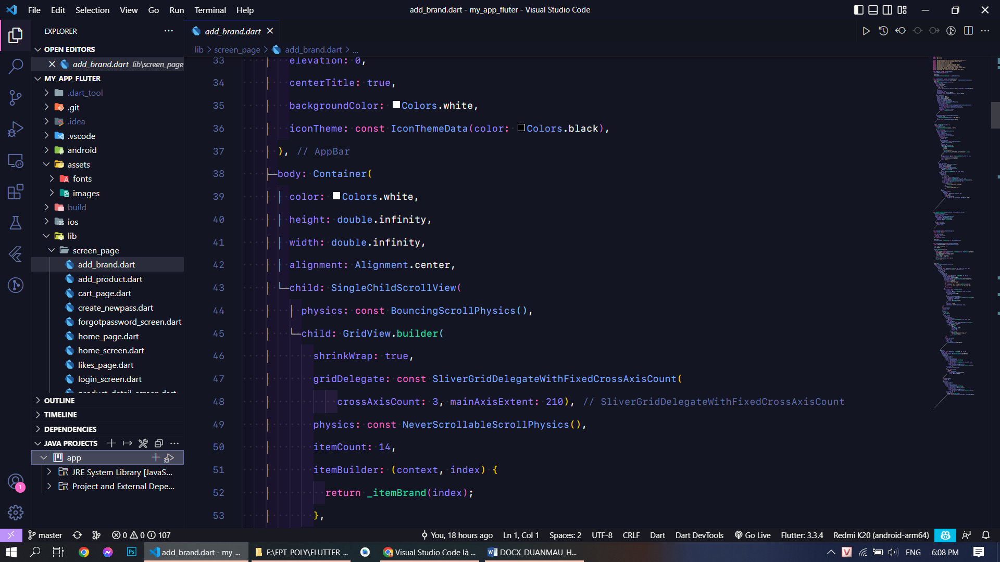 File Edit Selection View Go Run Terminal Help
add_brand.dart - my_app_fluter - Visual Studio Code
EXPLORER
add_brand.dart
OPEN EDITORS
add_brand.dart lib\screen_page
lib > screen_page > add_brand.dart > ...
MY_APP_FLUTER
.dart_tool
.git
.idea
.vscode
android
assets
fonts
images
build
ios
lib
screen_page
add_brand.dart
add_product.dart
cart_page.dart
create_newpass.dart
forgotpassword_screen.dart
home_page.dart
home_screen.dart
likes_page.dart
login_screen.dart
product_detail_screen.dart
OUTLINE
TIMELINE
DEPENDENCIES
JAVA PROJECTS
app
JRE System Library [JavaS...
Project and External Depe...
33 elevation: 0,
34 centerTitle: true,
35 backgroundColor: Colors.white,
36 iconTheme: const IconThemeData(color: Colors.black),
37 ), // AppBar
38 body: Container(
39 color: Colors.white,
40 height: double.infinity,
41 width: double.infinity,
42 alignment: Alignment.center,
43 child: SingleChildScrollView(
44 physics: const BouncingScrollPhysics(),
45 child: GridView.builder(
46 shrinkWrap: true,
47 gridDelegate: const SliverGridDelegateWithFixedCrossAxisCount(
48 crossAxisCount: 3, mainAxisExtent: 210), // SliverGridDelegateWithFixedCrossAxisCount
49 physics: const NeverScrollableScrollPhysics(),
50 itemCount: 14,
51 itemBuilder: (context, index) {
52 return _itemBrand(index);
53 },
1
master 0 0 107 You, 18 hours ago Ln 1, Col 1 Spaces: 2 UTF-8 CRLF Dart Dart DevTools Go Live Flutter: 3.3.4 Redmi K20 (android-arm64)
Ps add_brand.dart - my_... F:\FPT_POLY\FLUTTER_... Visual Studio Code là ... DOCX_DUANMAU_H... V ENG 6:08 PM